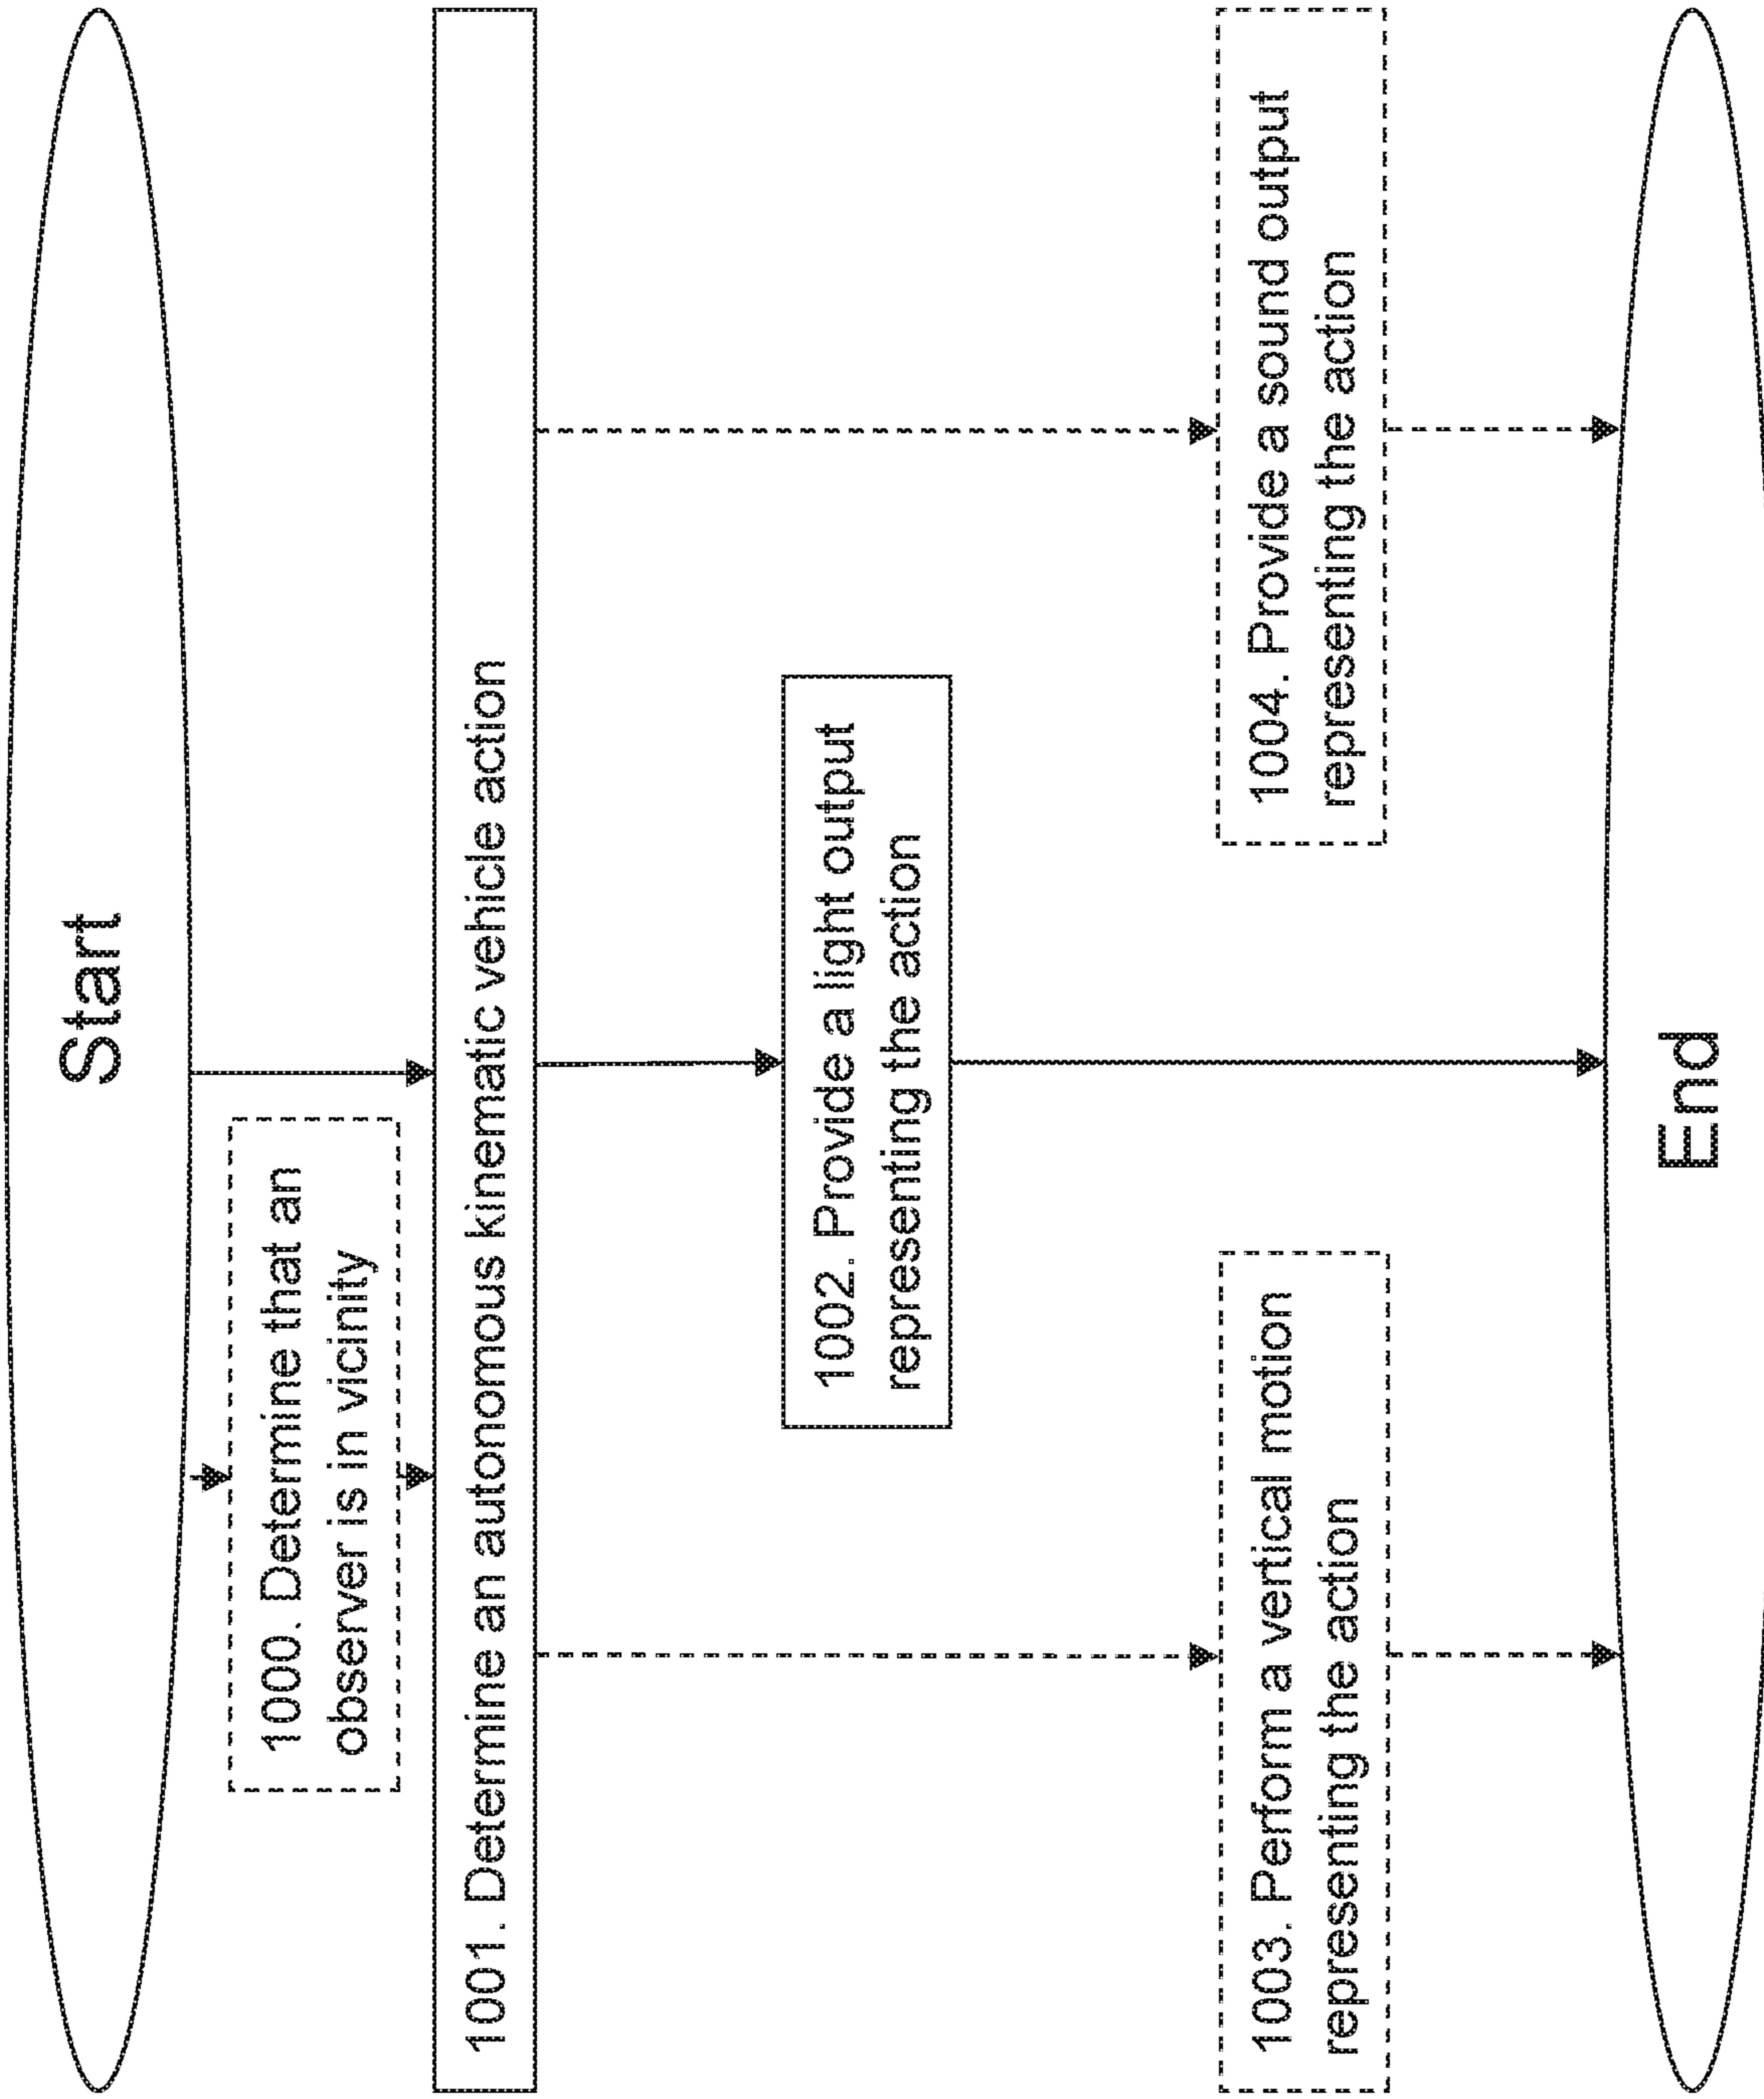 Start
1000. Determine that an
observer is in vicinity
1001. Determine an autonomous kinematic vehicle action
1002. Provide a light output
representing the action
1003. Perform a vertical motion
representing the action
1004. Provide a sound output
representing the action
End